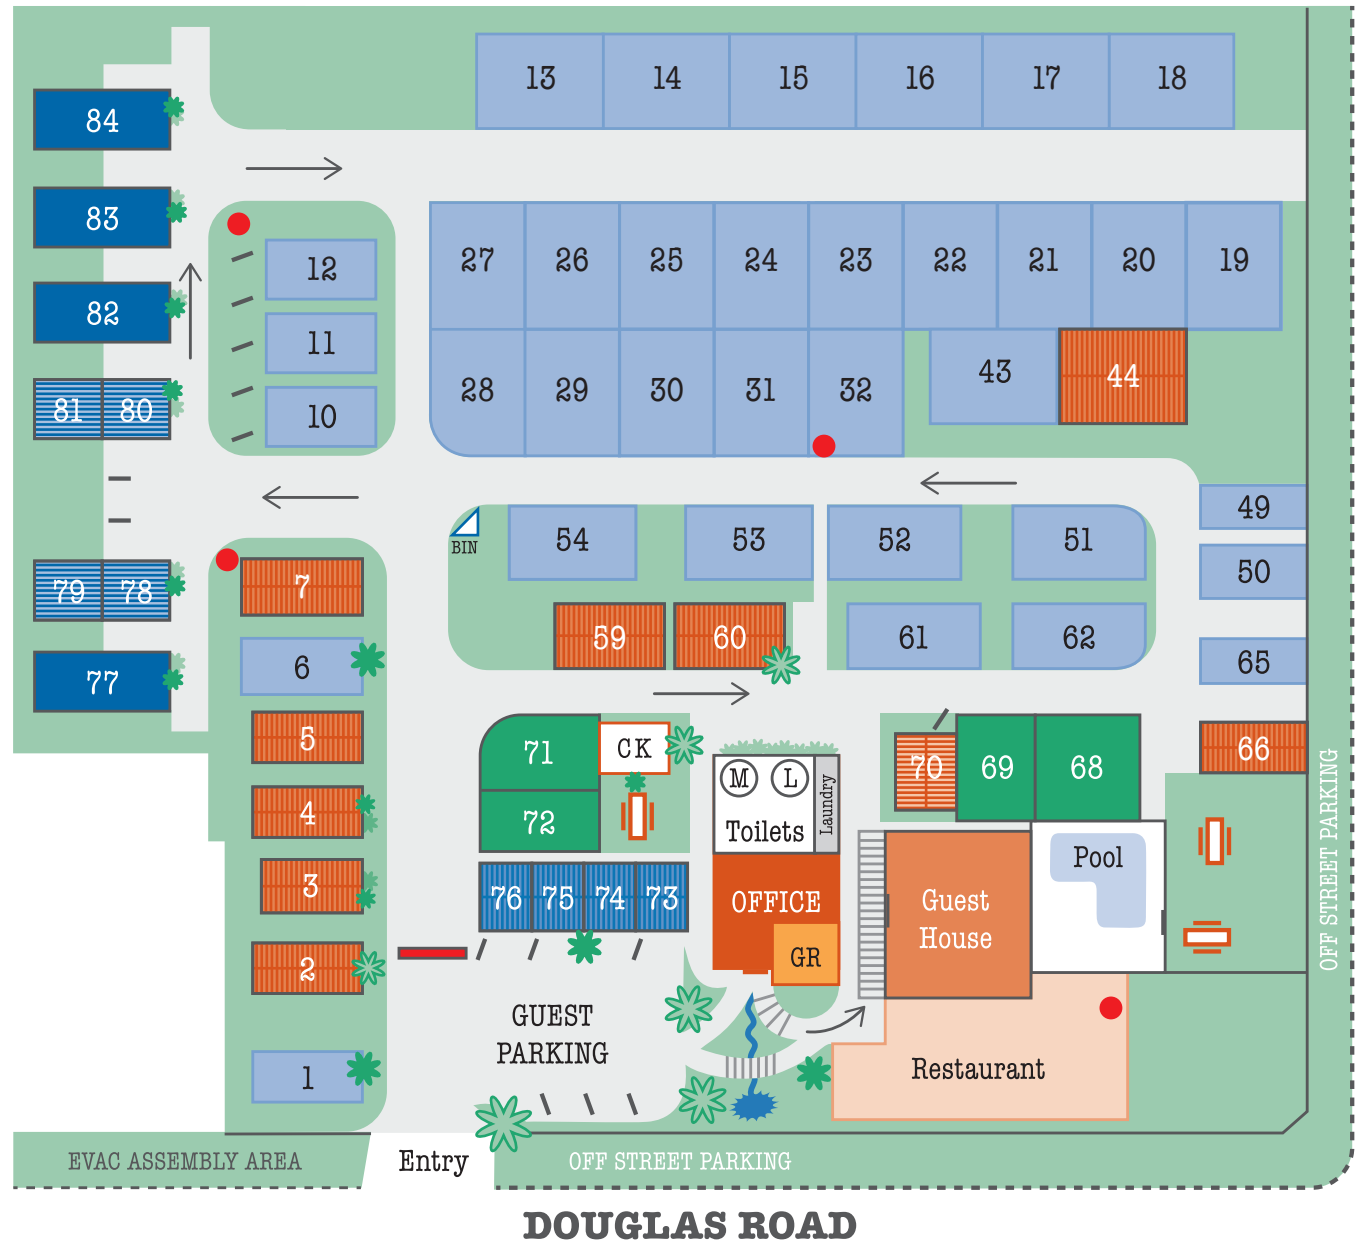 13 14 15 16 17 18
84
83
82
81 80
79 78
77
12
11
10
27 26 25 24 23 22 21 20 19
28 29 30 31 32
43 44
49
50
65
66
BIN
54 53 52 51
59 60 61 62
7
6
5
4
3
2
1
71
72
CK
76 75 74 73
M L
Toilets
Laundry
OFFICE
GR
70 69 68
Pool
Guest
House
Restaurant
GUEST
PARKING
OFF STREET PARKING
EVAC ASSEMBLY AREA
Entry
OFF STREET PARKING
DOUGLAS ROAD